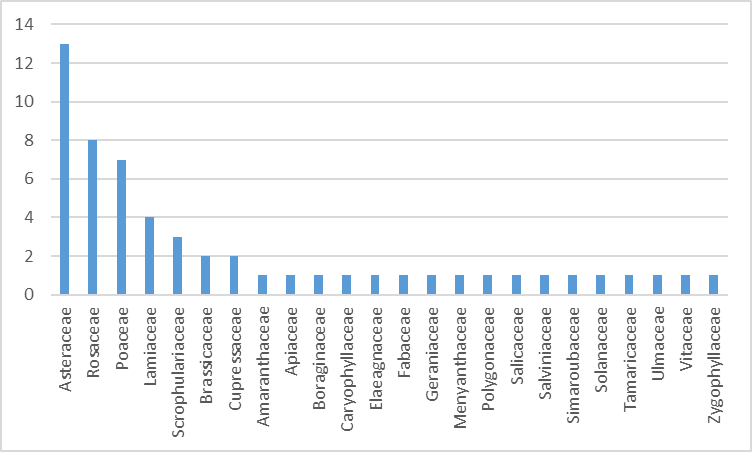 14
12
10
8
6
4
2
0
Asteraceae
Rosaceae
Poaceae
Lamiaceae
Scrophulariaceae
Brassicaceae
Cupressaceae
Amaranthaceae
Apiaceae
Boraginaceae
Caryophyllaceae
Elaeagnaceae
Fabaceae
Geraniaceae
Menyanthaceae
Polygonaceae
Salicaceae
Salviniaceae
Simaroubaceae
Solanaceae
Tamaricaceae
Ulmaceae
Vitaceae
Zygophyllaceae